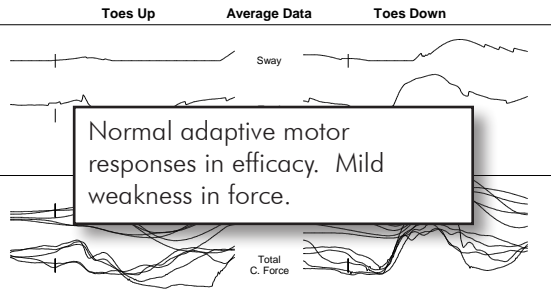 Toes Up Average Data Toes Down
Sway
Normal adaptive motor
responses in efficacy. Mild
weakness in force.
Total
C. Force